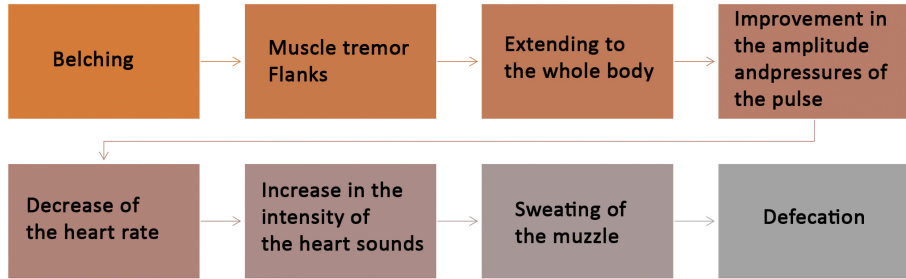 Belching
Muscle tremor
Flanks
Extending to
the whole body
Improvement in
the amplitude
andpressures of
the pulse
Decrease of
the heart rate
Increase in the
intensity of
the heart sounds
Sweating of
the muzzle
Defecation